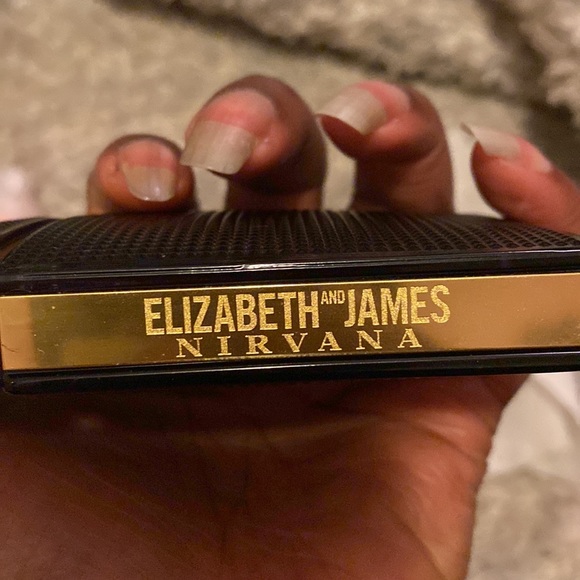 ELIZABETH AND JAMES
NIRVANA